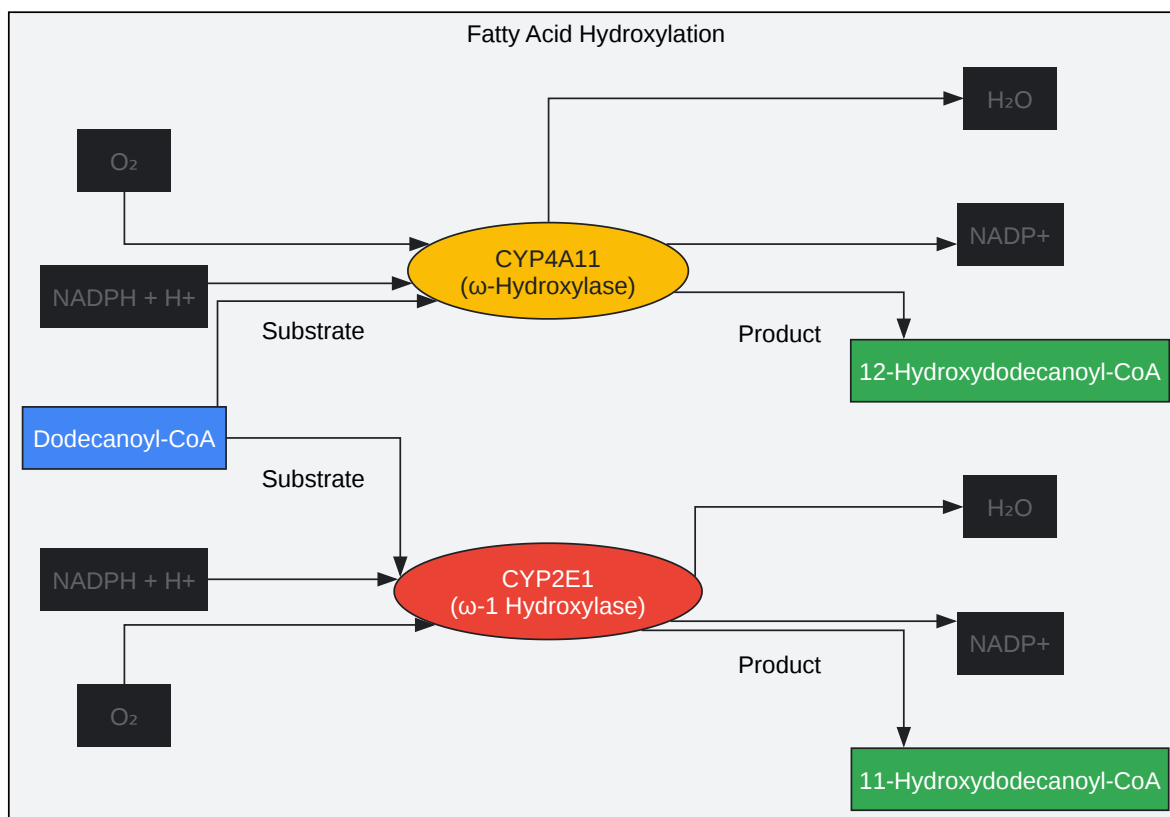 Fatty Acid Hydroxylation
H₂O
O₂
NADP+
CYP4A11
(ω-Hydroxylase)
NADPH + H+
Substrate
Product
12-Hydroxydodecanoyl-CoA
Dodecanoyl-CoA
Substrate
H₂O
NADPH + H+
CYP2E1
(ω-1 Hydroxylase)
NADP+
Product
O₂
11-Hydroxydodecanoyl-CoA